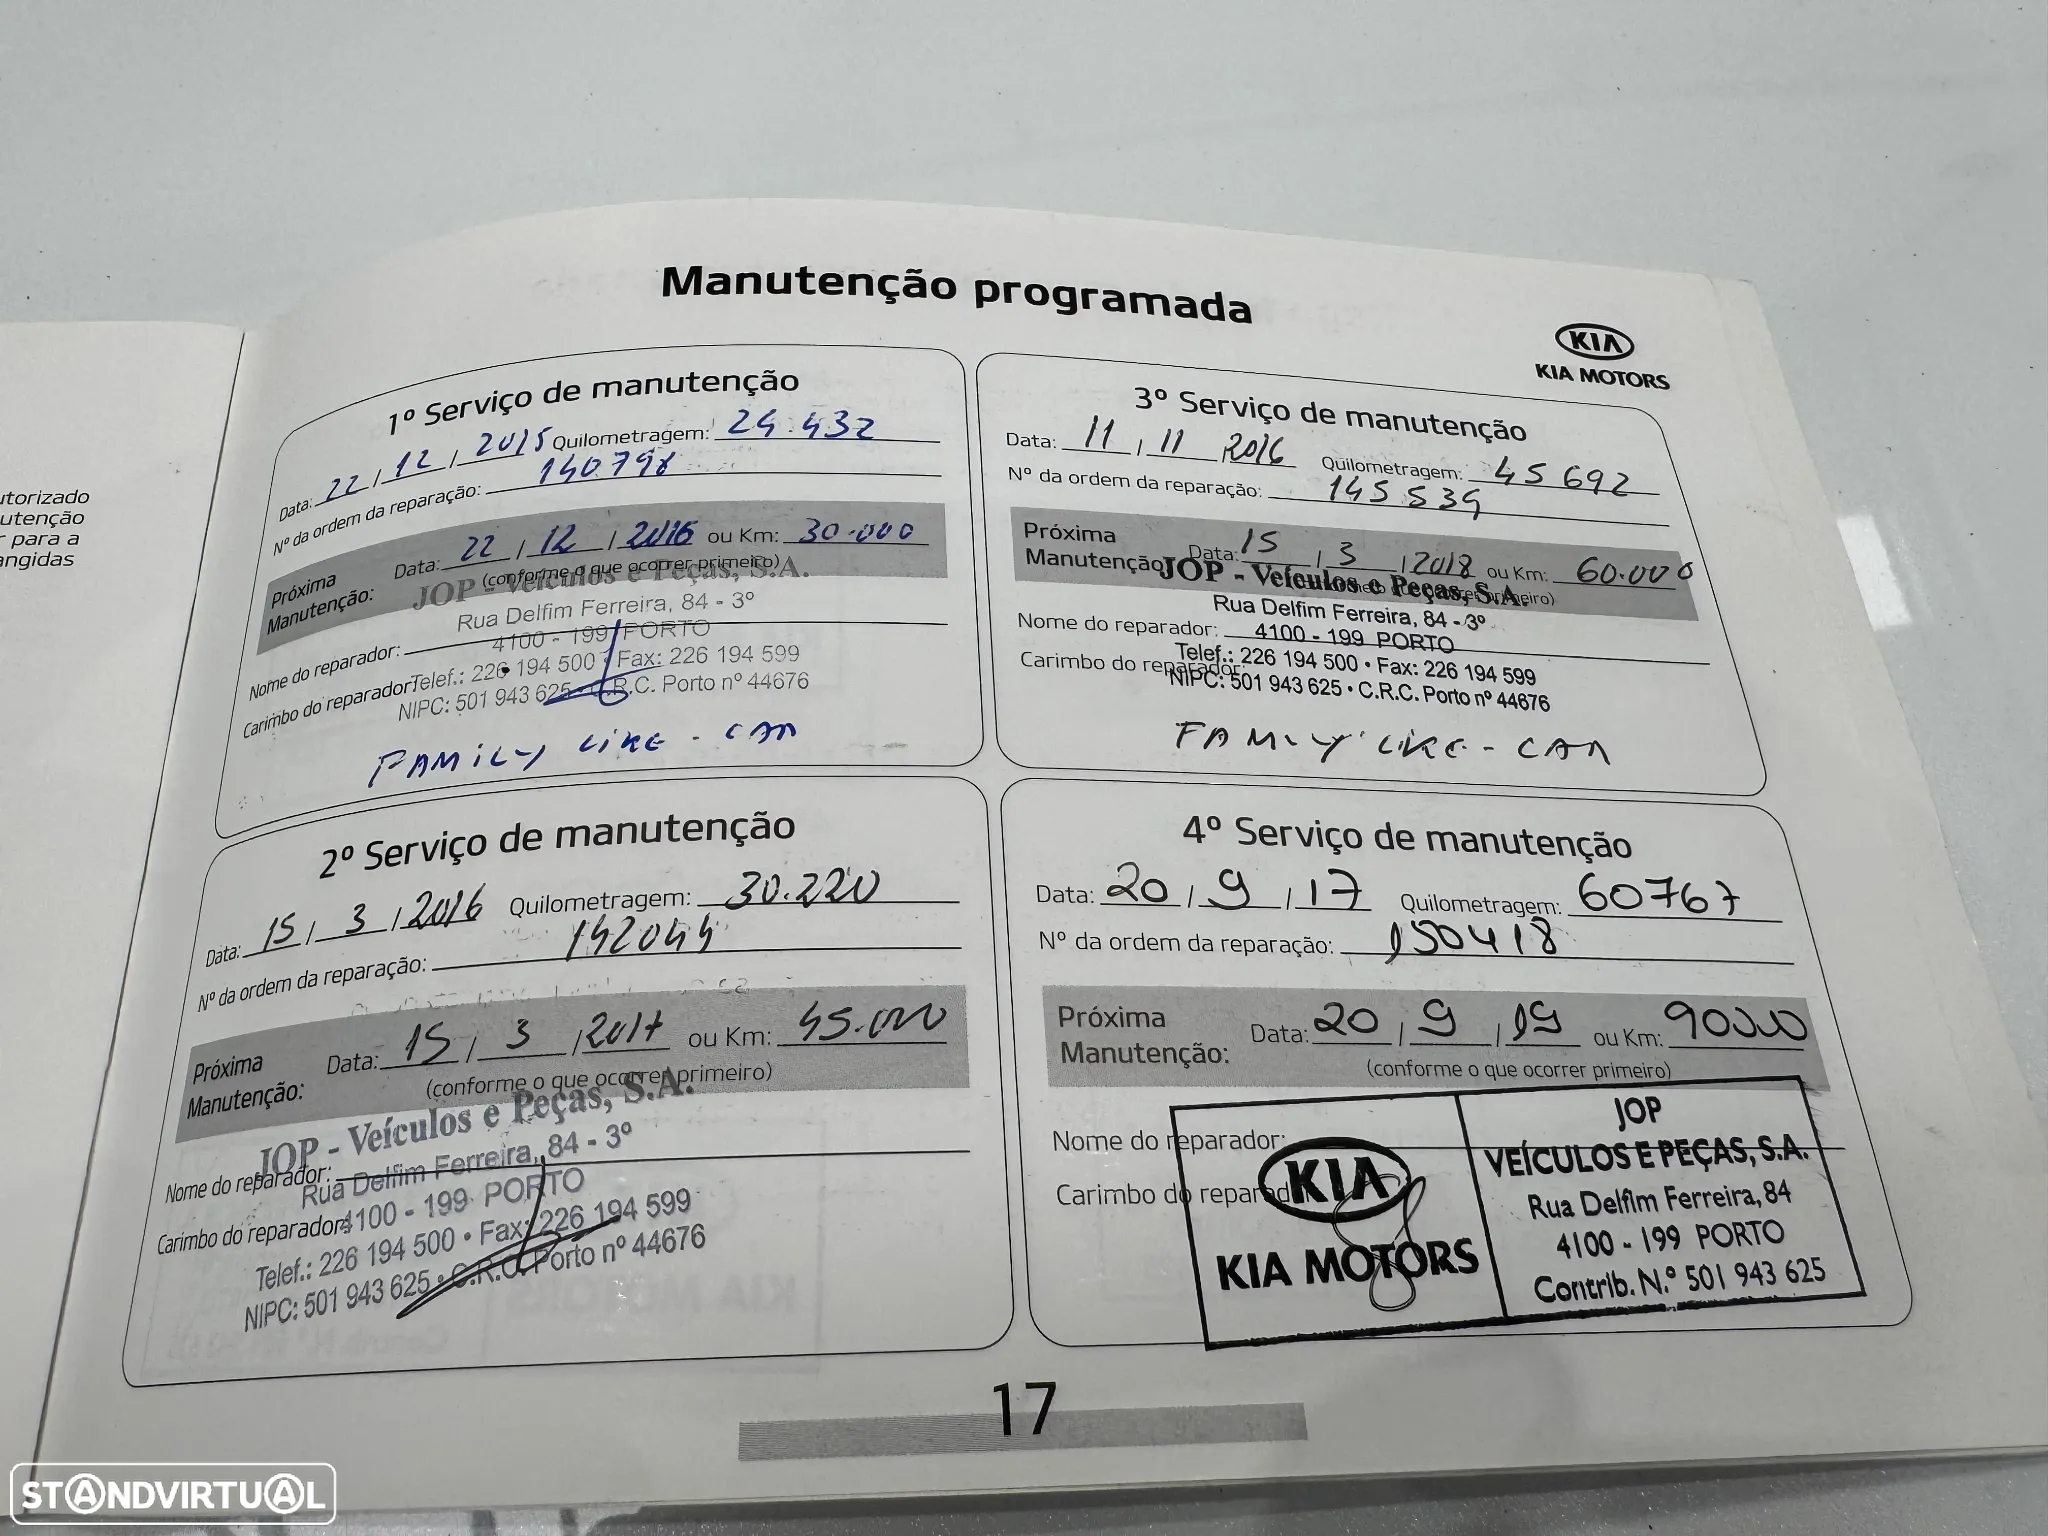 utorizado
utenção
r para a
angidas
Manutenção programada
KIA
KIA MOTORS
1º Serviço de manutenção
Data: 22 / 12 / 2015 Quilometragem: 24.432
Nº da ordem da reparação: 140798
Próxima Manutenção: Data: 22 / 12 / 2016 ou Km: 30.000
(conforme o que ocorrer primeiro)
JOP - Veículos e Peças, S.A.
Rua Delfim Ferreira, 84 - 3º
Nome do reparador: 4100 - 199 PORTO
Carimbo do reparador: Telef.: 226 194 500 • Fax: 226 194 599
NIPC: 501 943 625 • C.R.C. Porto nº 44676
FAMILY LIKE - CAR
2º Serviço de manutenção
Data: 15 / 3 / 2016 Quilometragem: 30.220
Nº da ordem da reparação: 142044
Próxima Manutenção: Data: 15 / 3 / 2017 ou Km: 45.000
(conforme o que ocorrer primeiro)
JOP - Veículos e Peças, S.A.
Nome do reparador: Rua Delfim Ferreira, 84 - 3º
Carimbo do reparador: 4100 - 199 PORTO
Telef.: 226 194 500 • Fax: 226 194 599
NIPC: 501 943 625 • C.R.C. Porto nº 44676
3º Serviço de manutenção
Data: 11 / 11 / 2016 Quilometragem: 45692
Nº da ordem da reparação: 145539
Próxima Manutenção: Data: 15 / 3 / 2018 ou Km: 60.000
JOP - Veículos e Peças, S.A.
Rua Delfim Ferreira, 84 - 3º
Nome do reparador: 4100 - 199 PORTO
Telef.: 226 194 500 • Fax: 226 194 599
Carimbo do reparador: NIPC: 501 943 625 • C.R.C. Porto nº 44676
FAMILY LIKE - CAR
4º Serviço de manutenção
Data: 20 / 9 / 17 Quilometragem: 60767
Nº da ordem da reparação: 150418
Próxima Manutenção: Data: 20 / 9 / 19 ou Km: 90000
(conforme o que ocorrer primeiro)
Nome do reparador:
Carimbo do reparador
KIA
KIA MOTORS
JOP
VEÍCULOS E PEÇAS, S.A.
Rua Delfim Ferreira, 84
4100 - 199 PORTO
Contrib. N.º 501 943 625
17
STANDVIRTUAL